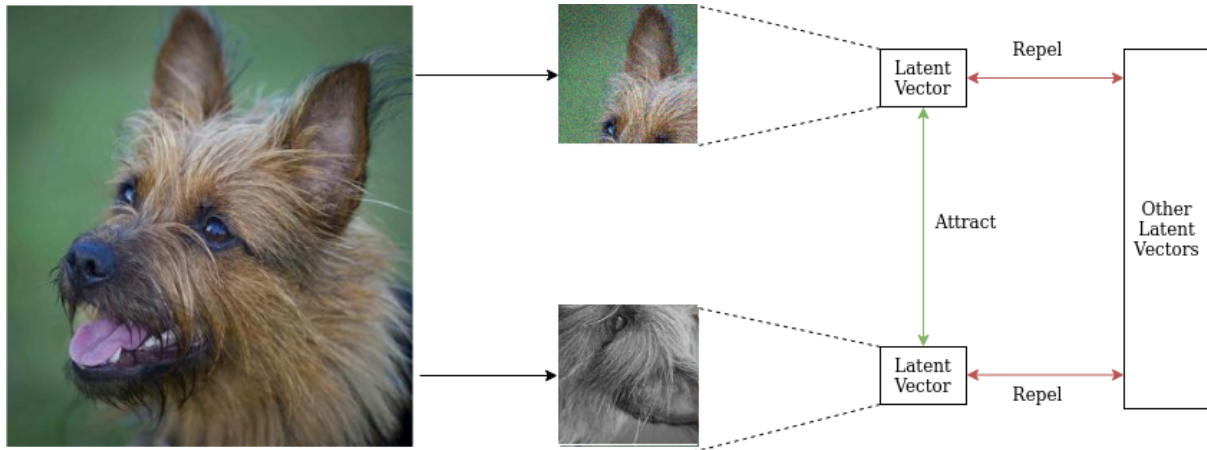 Latent
Vector
Repel
Attract
Other
Latent
Vectors
Latent
Vector
Repel